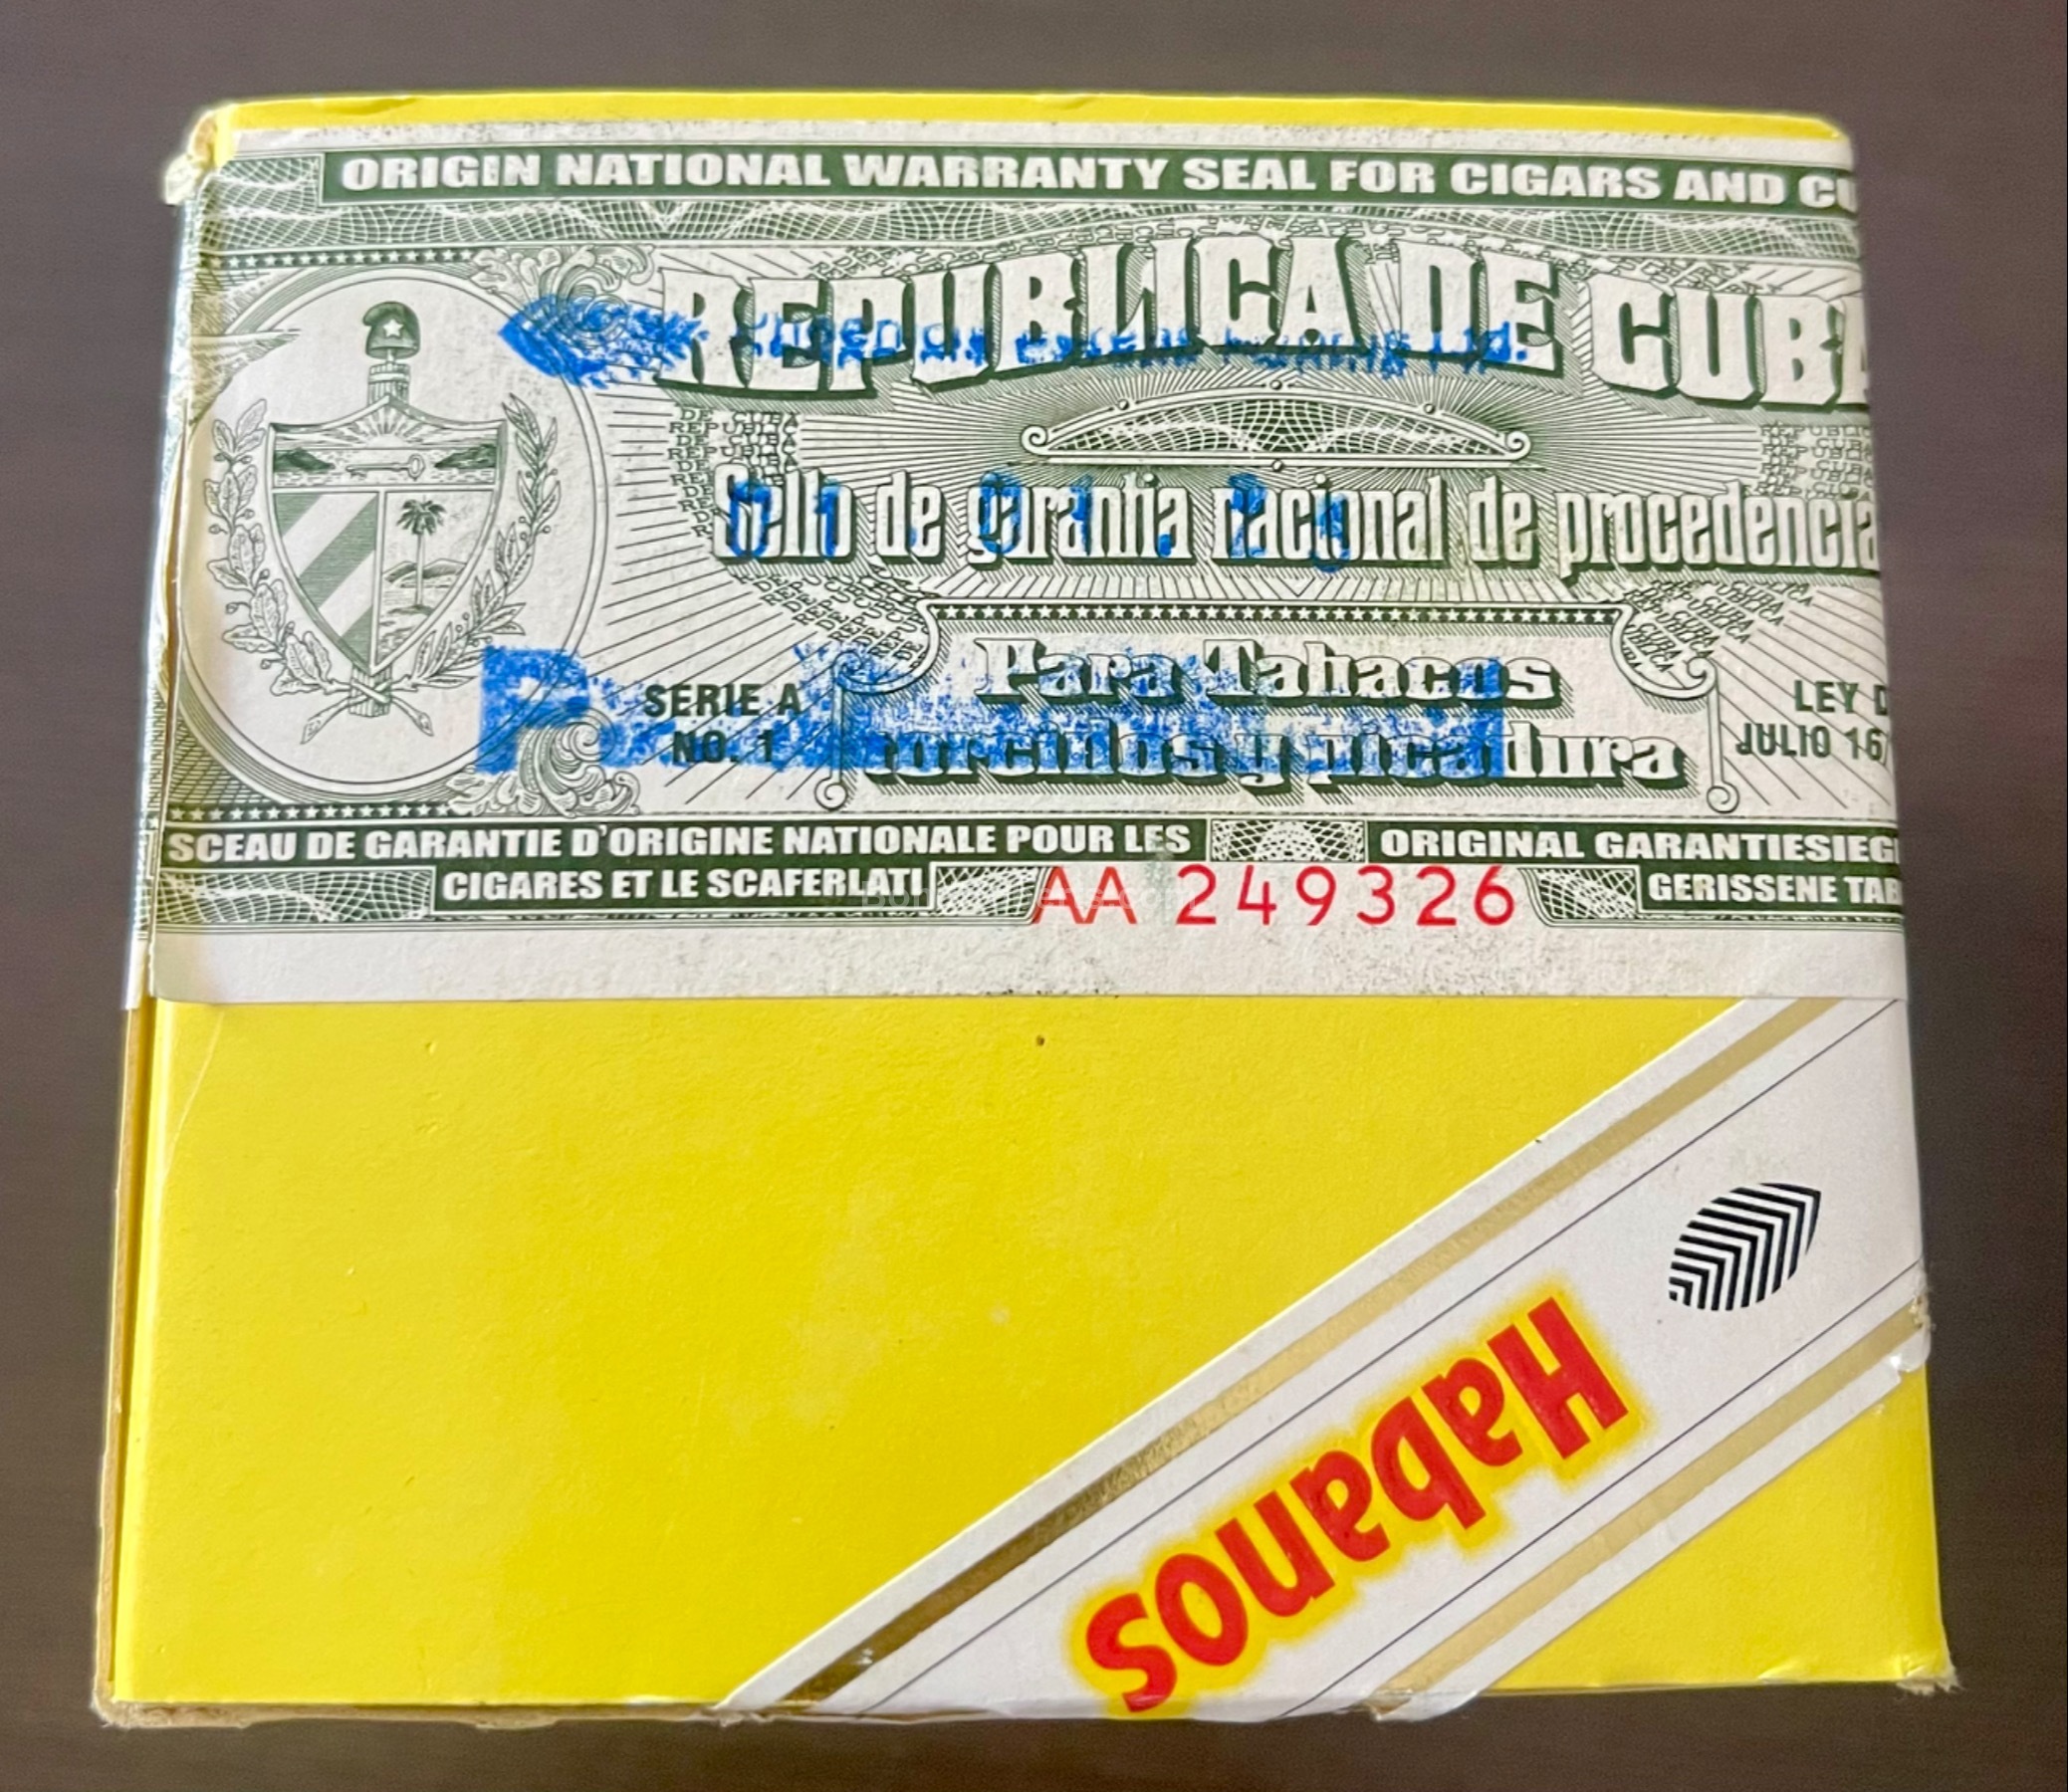 ORIGIN NATIONAL WARRANTY SEAL FOR CIGARS AND CU
REPUBLICA DE CUBA
Sello de garantia nacional de procedencia
Para Tabacos
torcidos y picadura
SERIE A
NO. 1
LEY D
JULIO 16/
SCEAU DE GARANTIE D'ORIGINE NATIONALE POUR LES
CIGARES ET LE SCAFERLATI
ORIGINAL GARANTIESIEG
GERISSENE TAB
AA 249326
Habanos